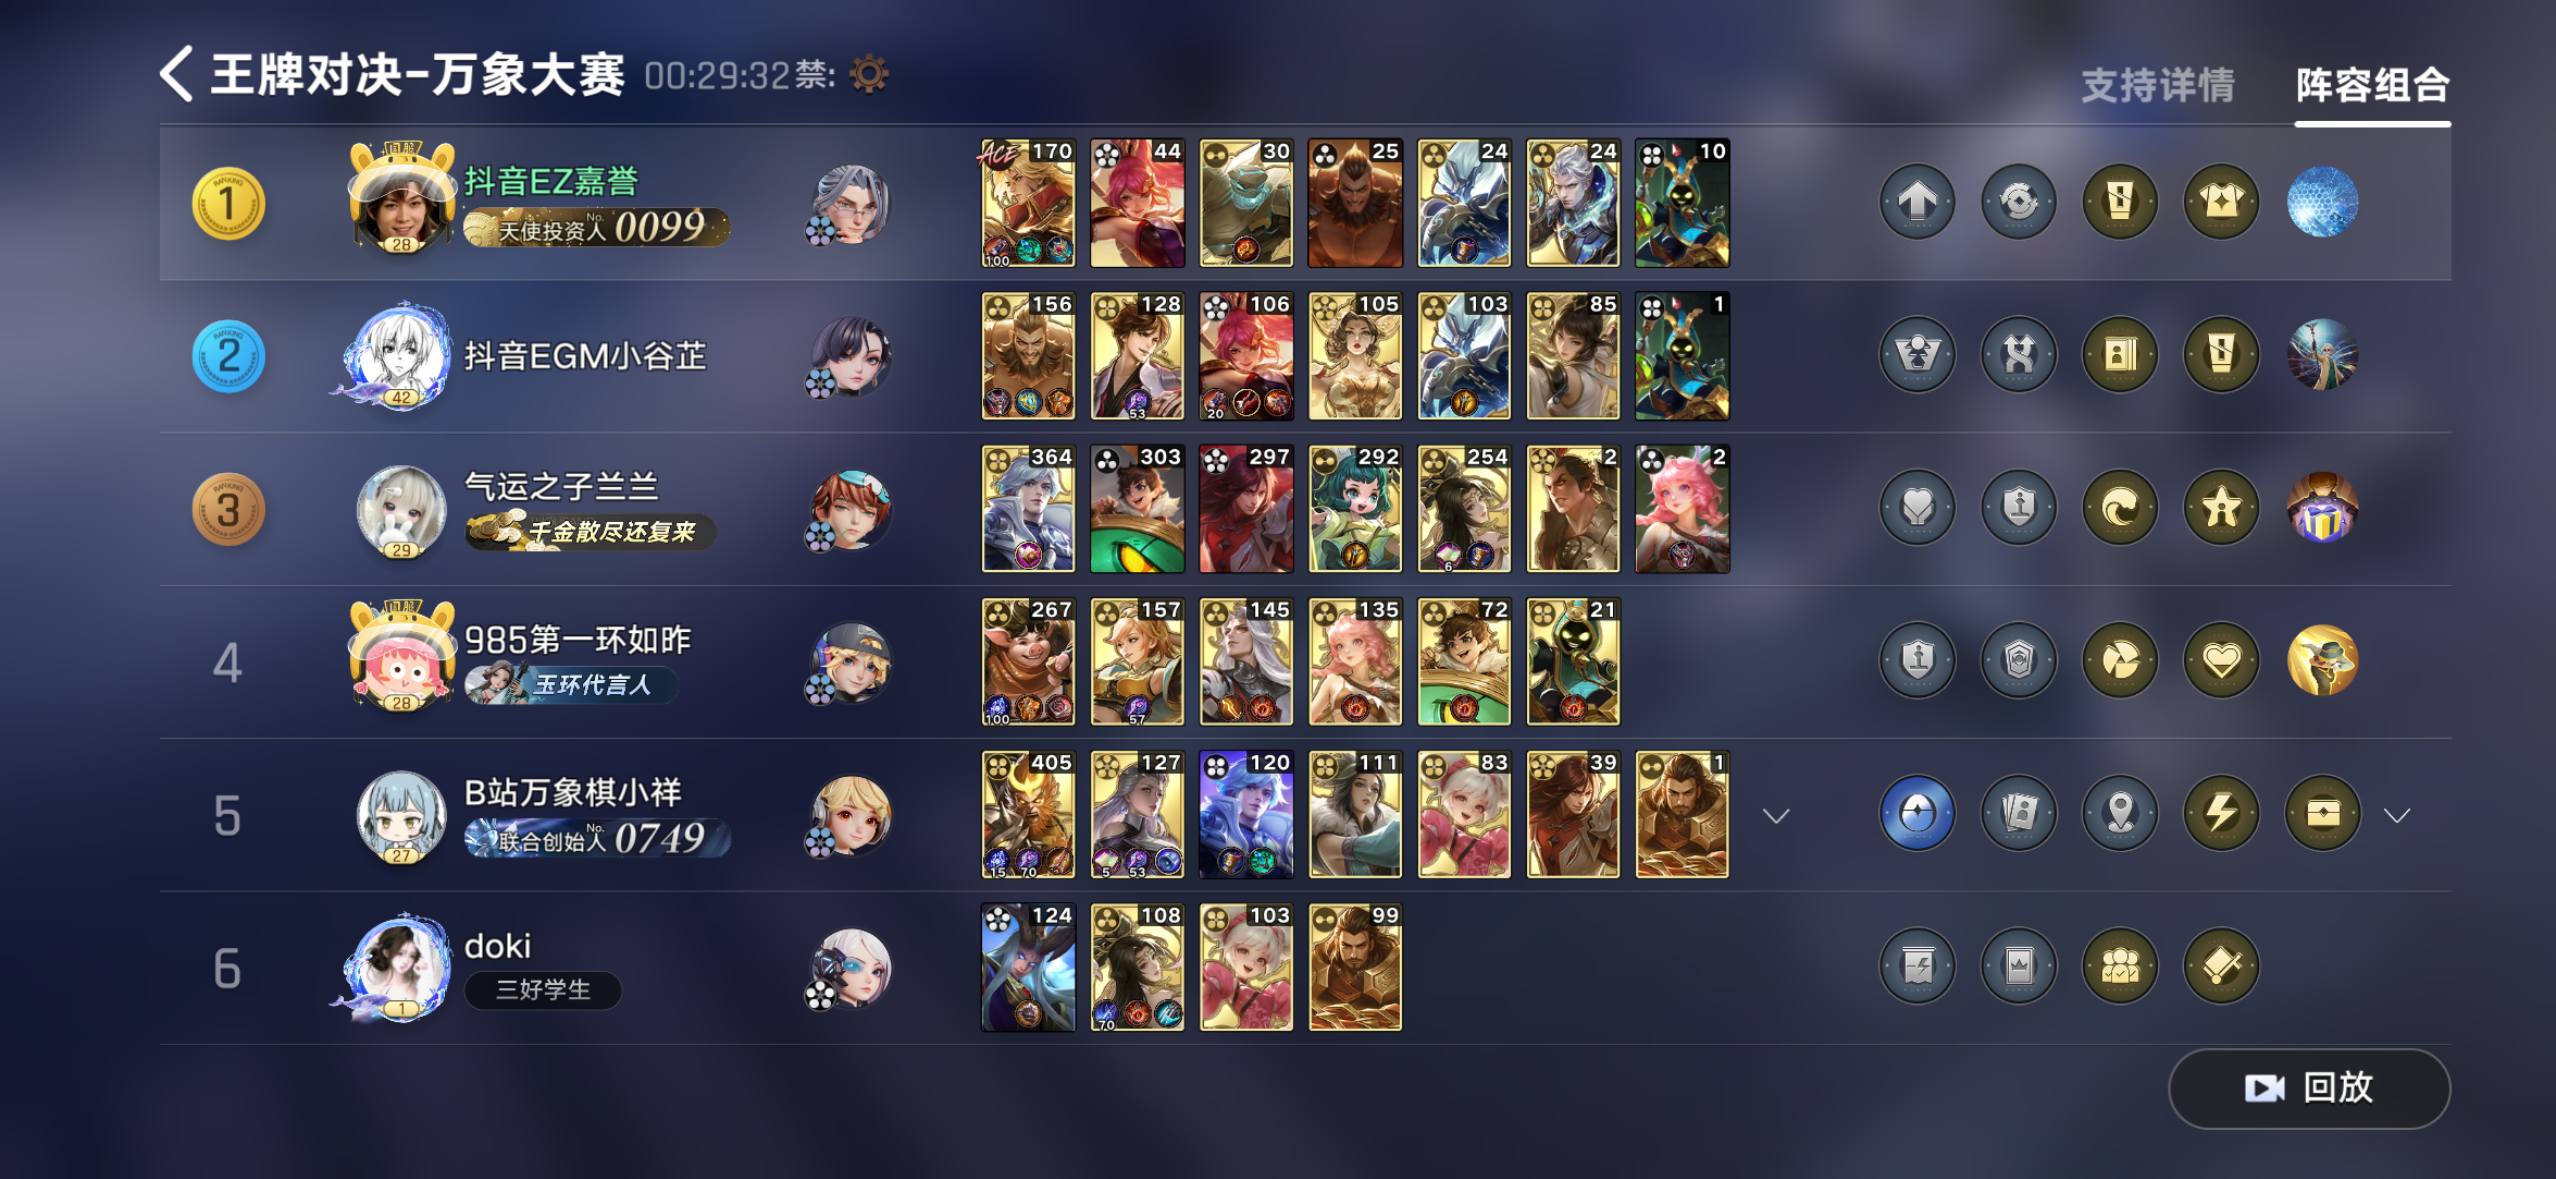 王牌对决-万象大赛 00:29:32 禁:
支持详情 阵容组合
RANKING 1 28 抖音EZ嘉誉 ACE 170 44 30 25 24 24 10
天使投资人 No. 0099 100
RANKING 2 42 抖音EGM小谷芷 156 128 106 105 103 85 1
53 20
RANKING 3 29 气运之子兰兰 364 303 297 292 254 2 2
千金散尽还复来 6
4 28 985第一环如昨 267 157 145 135 72 21
玉环代言人 100 57
5 27 B站万象棋小祥 405 127 120 111 83 39 1
联合创始人 No. 0749 15 70 5 53
6 1 doki 124 108 103 99
三好学生 70
回放